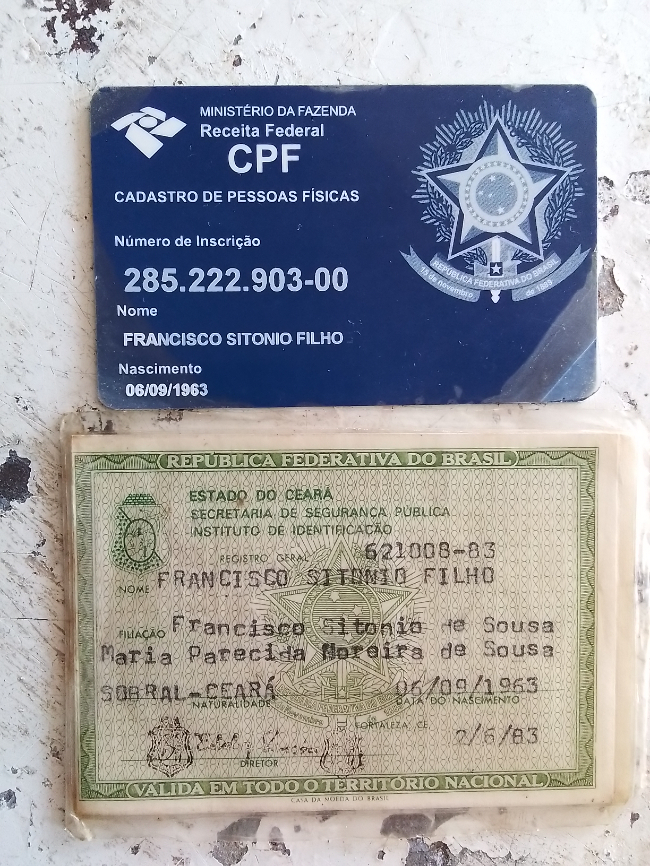 MINISTÉRIO DA FAZENDA
Receita Federal
CPF
CADASTRO DE PESSOAS FÍSICAS
Número de Inscrição
285.222.903-00
Nome
FRANCISCO SITONIO FILHO
Nascimento
06/09/1963
REPÚBLICA FEDERATIVA DO BRASIL
15 de novembro de 1889
REPÚBLICA FEDERATIVA DO BRASIL
ESTADO DO CEARÁ
SECRETARIA DE SEGURANÇA PÚBLICA
INSTITUTO DE IDENTIFICAÇÃO
REGISTRO GERAL 621008-83
NOME FRANCISCO SITONIO FILHO
FILIAÇÃO Francisco Sitonio de Sousa
Maria Parecida Moreira de Sousa
SOBRAL-CEARÁ 06/09/1963
NATURALIDADE DATA DO NASCIMENTO
FORTALEZA, CE 2/6/83
DIRETOR
VÁLIDA EM TODO O TERRITÓRIO NACIONAL
CASA DA MOEDA DO BRASIL